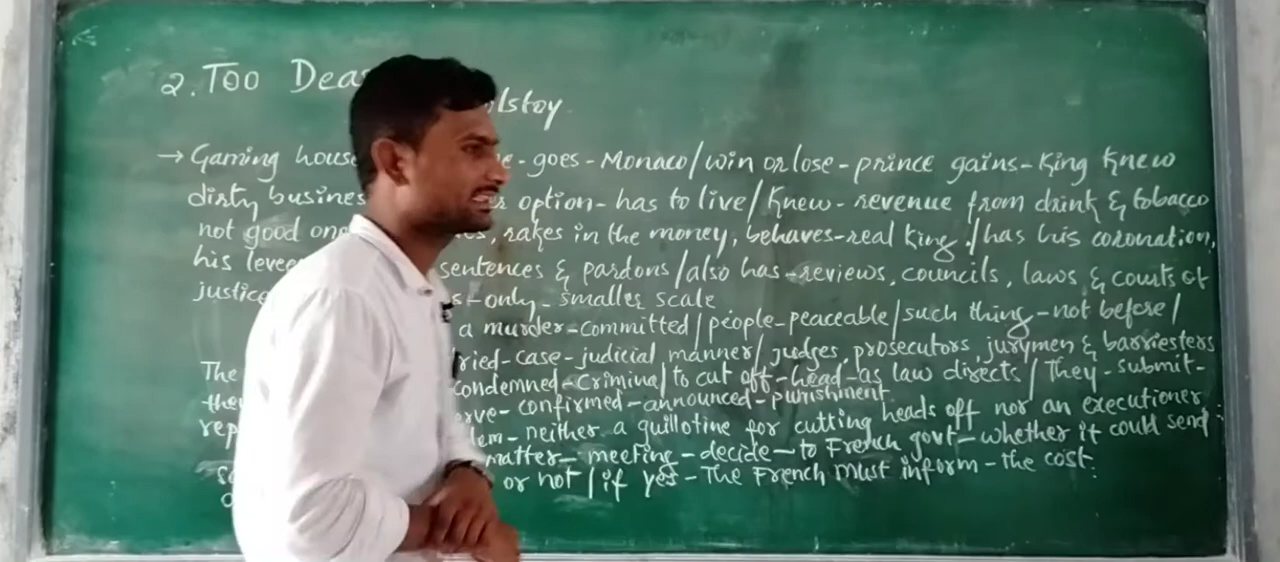 2. Too Dea
lstoy
→ Gaming house e - goes - Monaco / win or lose - prince gains - King knew
dirty busines option - has to live / knew - revenue from drink & tobacco
not good one es, rakes in the money, behaves - real king. / has his coronation,
his levee sentences & pardons / also has - reviews, councils, laws, & courts of
justice s - only - smaller scale
a murder - committed / people - peaceable / such thing - not before /
The ried - case - judicial manner / judges, prosecutors, jurymen & barriesters
the condemned - criminal to cut off - head - as law directs / They - submit -
rep erve - confirmed - announced - punishment
lem - neither a quillotine for cutting heads off nor an executioner
matter - meeting - decide - to French govt - whether it could send
or not / if yes - The French must inform - the cost.